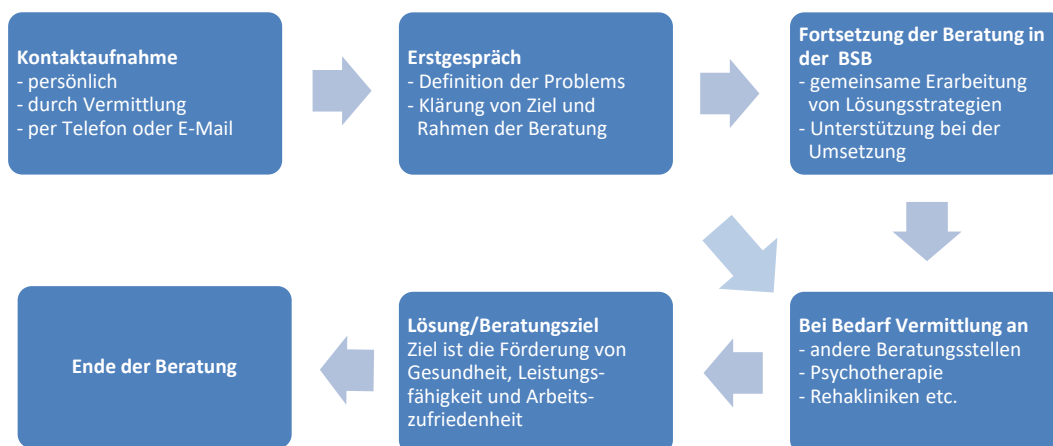 Kontaktaufnahme
- persönlich
- durch Vermittlung
- per Telefon oder E-Mail
Erstgespräch
- Definition der Problems
- Klärung von Ziel und
Rahmen der Beratung
Fortsetzung der Beratung in
der BSB
- gemeinsame Erarbeitung
von Lösungsstrategien
- Unterstützung bei der
Umsetzung
Bei Bedarf Vermittlung an
- andere Beratungsstellen
- Psychotherapie
- Rehakliniken etc.
Lösung/Beratungsziel
Ziel ist die Förderung von
Gesundheit, Leistungs-
fähigkeit und Arbeits-
zufriedenheit
Ende der Beratung